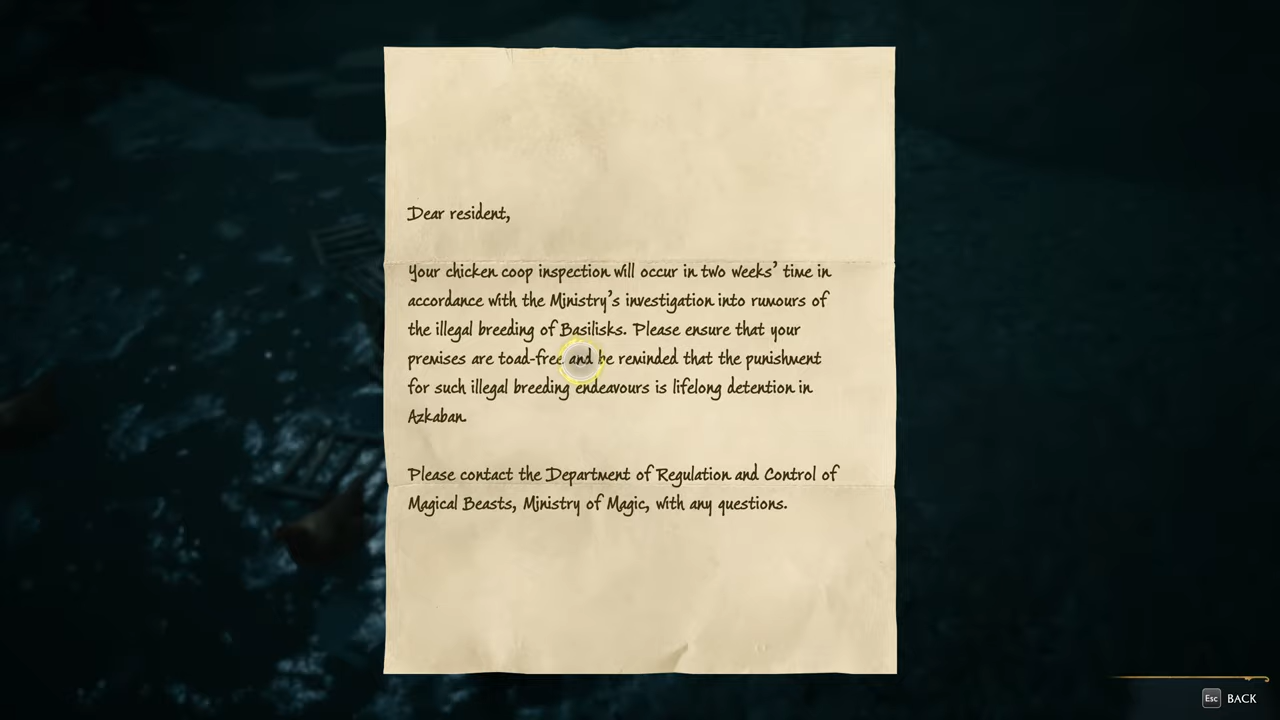 Dear resident,
Your chicken coop inspection will occur in two weeks' time in
accordance with the Ministry's investigation into rumours of
the illegal breeding of Basilisks. Please ensure that your
premises are toad-free and be reminded that the punishment
for such illegal breeding endeavours is lifelong detention in
Azkaban.
Please contact the Department of Regulation and Control of
Magical Beasts, Ministry of Magic, with any questions.
Esc BACK